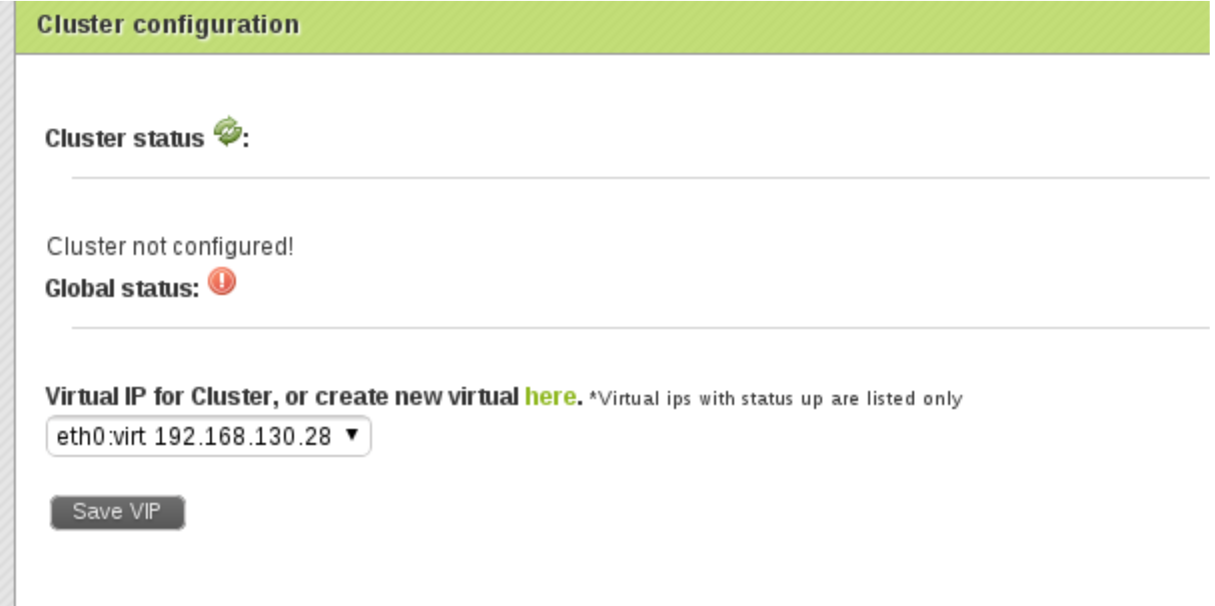 Cluster configuration
Cluster status :
Cluster not configured!
Global status:
Virtual IP for Cluster, or create new virtual here. *Virtual ips with status up are listed only
eth0:virt 192.168.130.28
Save VIP